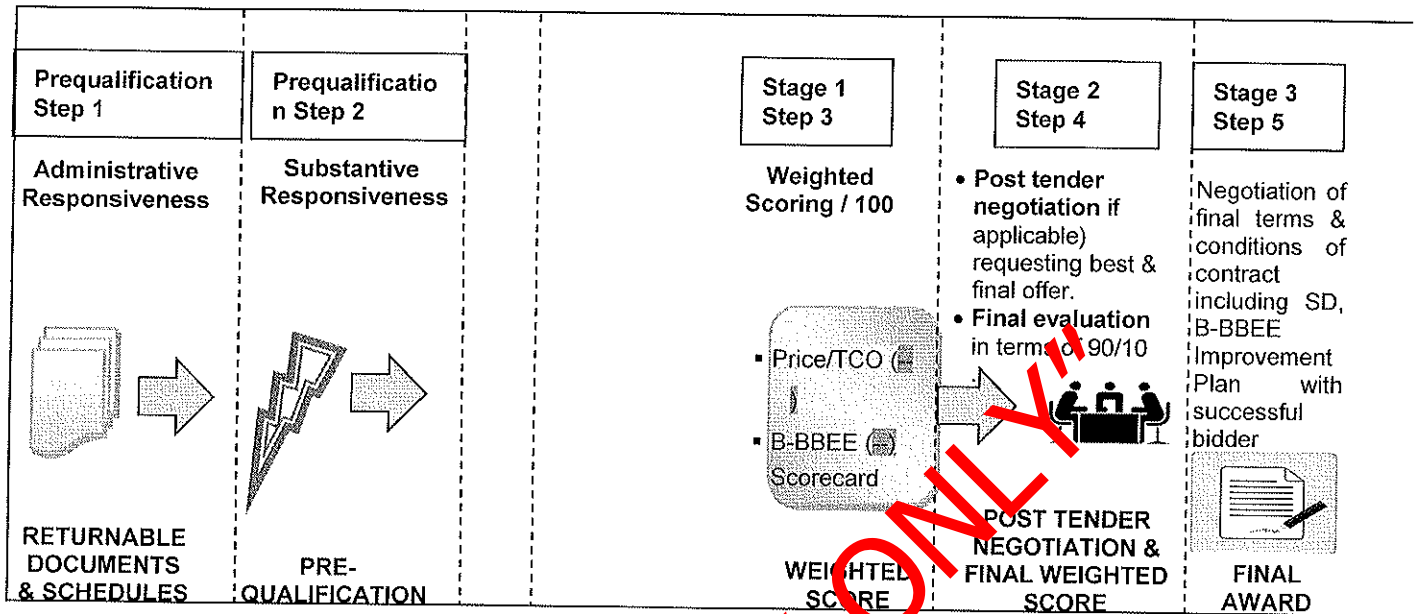 Prequalification
Step 1
Administrative
Responsiveness
RETURNABLE
DOCUMENTS
& SCHEDULES
Prequalificatio
n Step 2
Substantive
Responsiveness
PRE-
QUALIFICATION
Stage 1
Step 3
Weighted
Scoring / 100
▪ Price/TCO (--
)
▪ B-BBEE (--)
Scorecard
WEIGHTED
SCORE
Stage 2
Step 4
• Post tender
negotiation if
applicable)
requesting best &
final offer.
• Final evaluation
in terms of 90/10
POST TENDER
NEGOTIATION &
FINAL WEIGHTED
SCORE
Stage 3
Step 5
Negotiation of
final terms &
conditions of
contract
including SD,
B-BBEE
Improvement
Plan with
successful
bidder
FINAL
AWARD
ONLY"